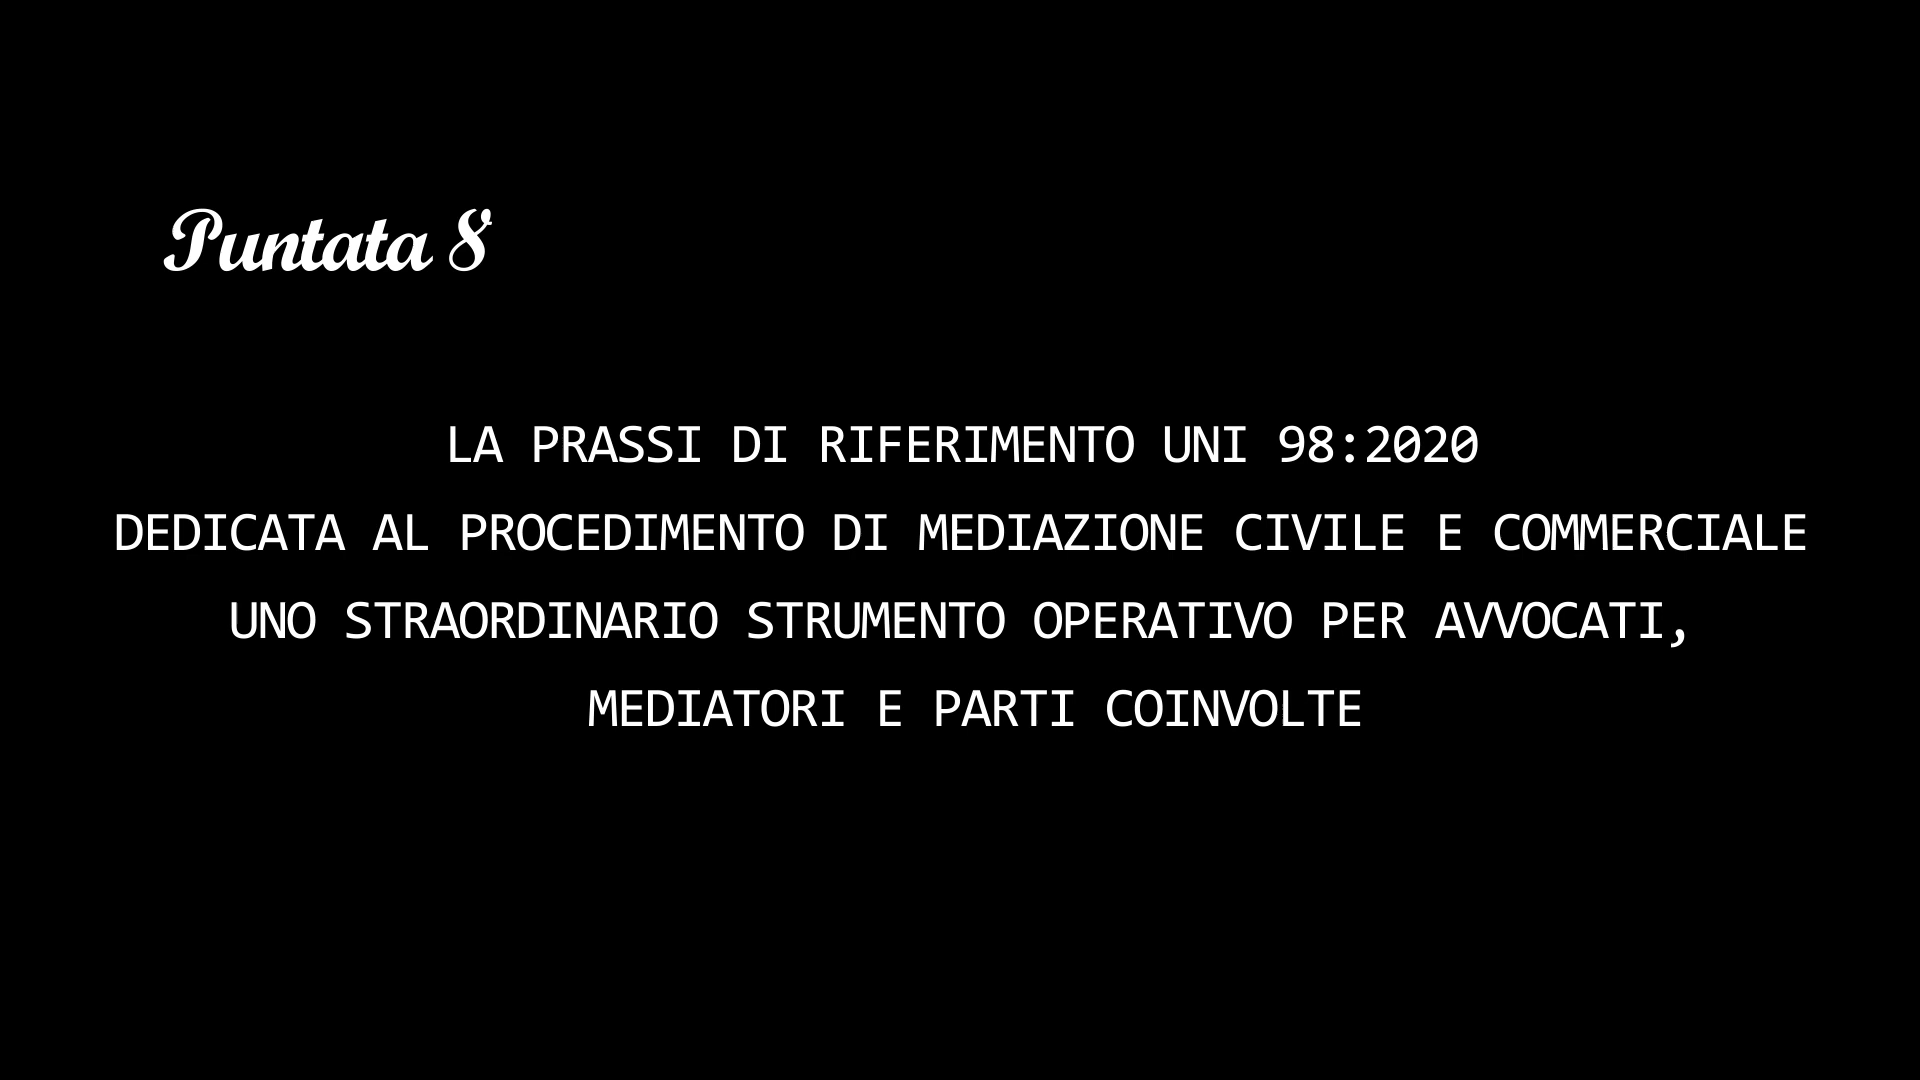 Puntata 8
LA PRASSI DI RIFERIMENTO UNI 98:2020
DEDICATA AL PROCEDIMENTO DI MEDIAZIONE CIVILE E COMMERCIALE
UNO STRAORDINARIO STRUMENTO OPERATIVO PER AVVOCATI,
MEDIATORI E PARTI COINVOLTE